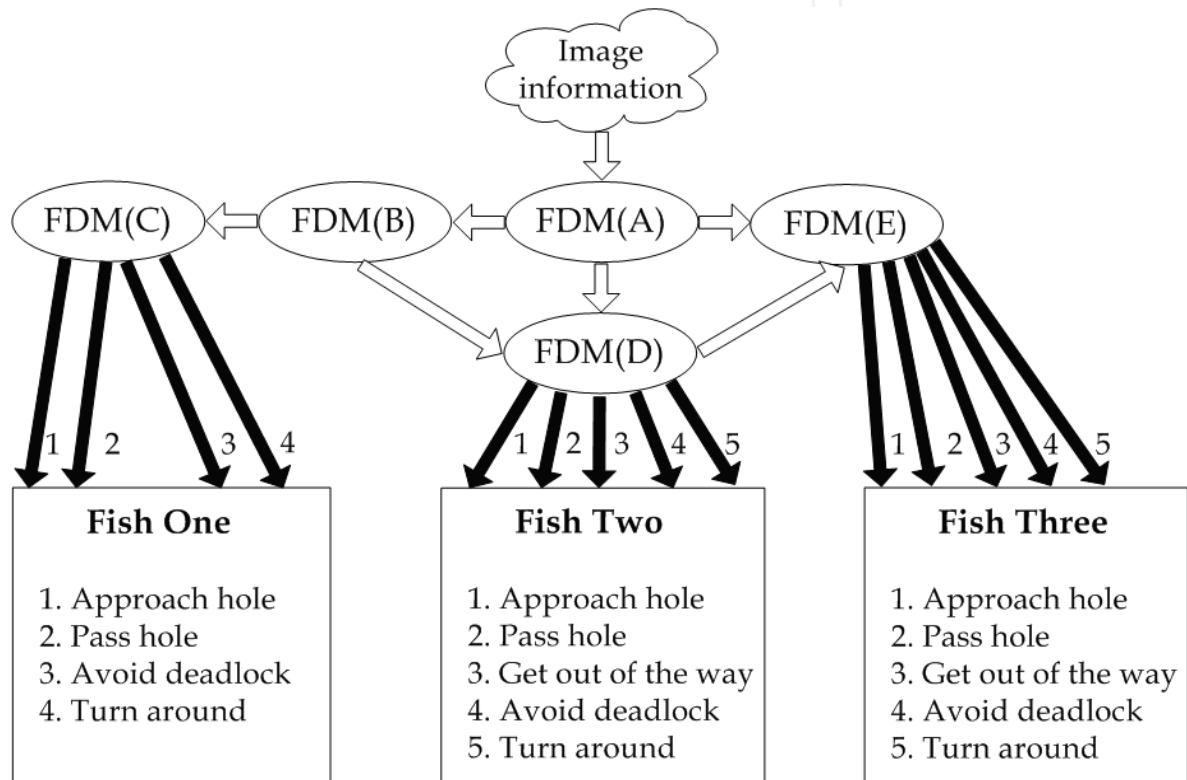 Image
information
FDM(C)
FDM(B)
FDM(A)
FDM(E)
FDM(D)
1 2 3 4
1 2 3 4 5
1 2 3 4 5
Fish One
1. Approach hole
2. Pass hole
3. Avoid deadlock
4. Turn around
Fish Two
1. Approach hole
2. Pass hole
3. Get out of the way
4. Avoid deadlock
5. Turn around
Fish Three
1. Approach hole
2. Pass hole
3. Get out of the way
4. Avoid deadlock
5. Turn around